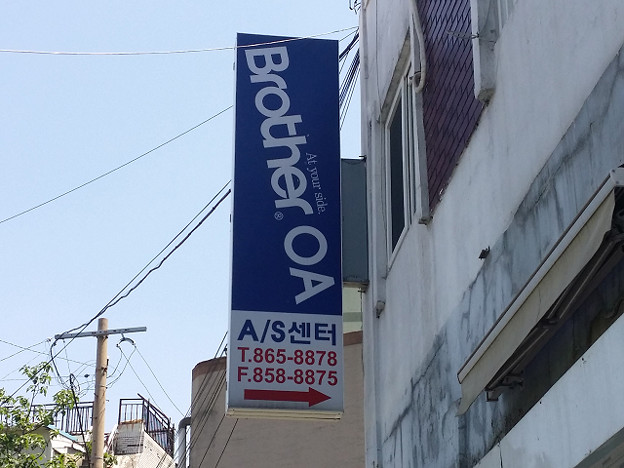 Brother® OA
At your side.
A/S센터
T.865-8878
F.858-8875